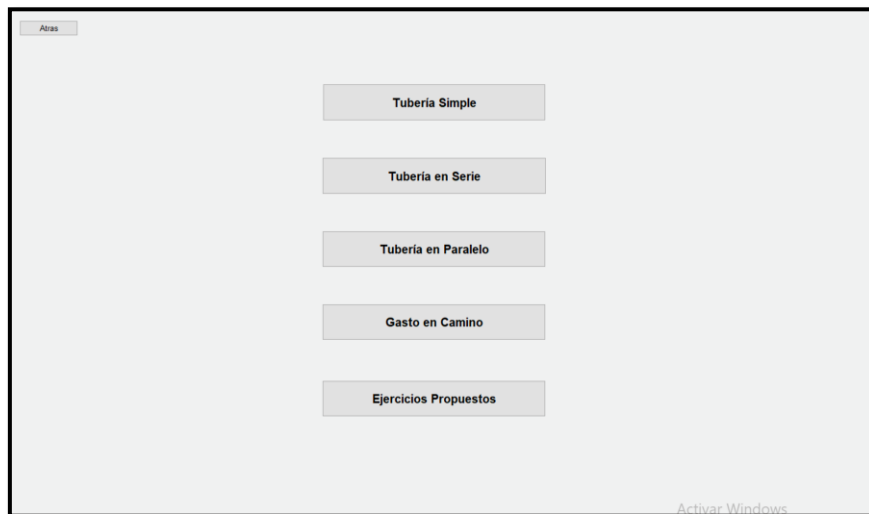 Atras
Tubería Simple
Tubería en Serie
Tubería en Paralelo
Gasto en Camino
Ejercicios Propuestos
Activar Windows